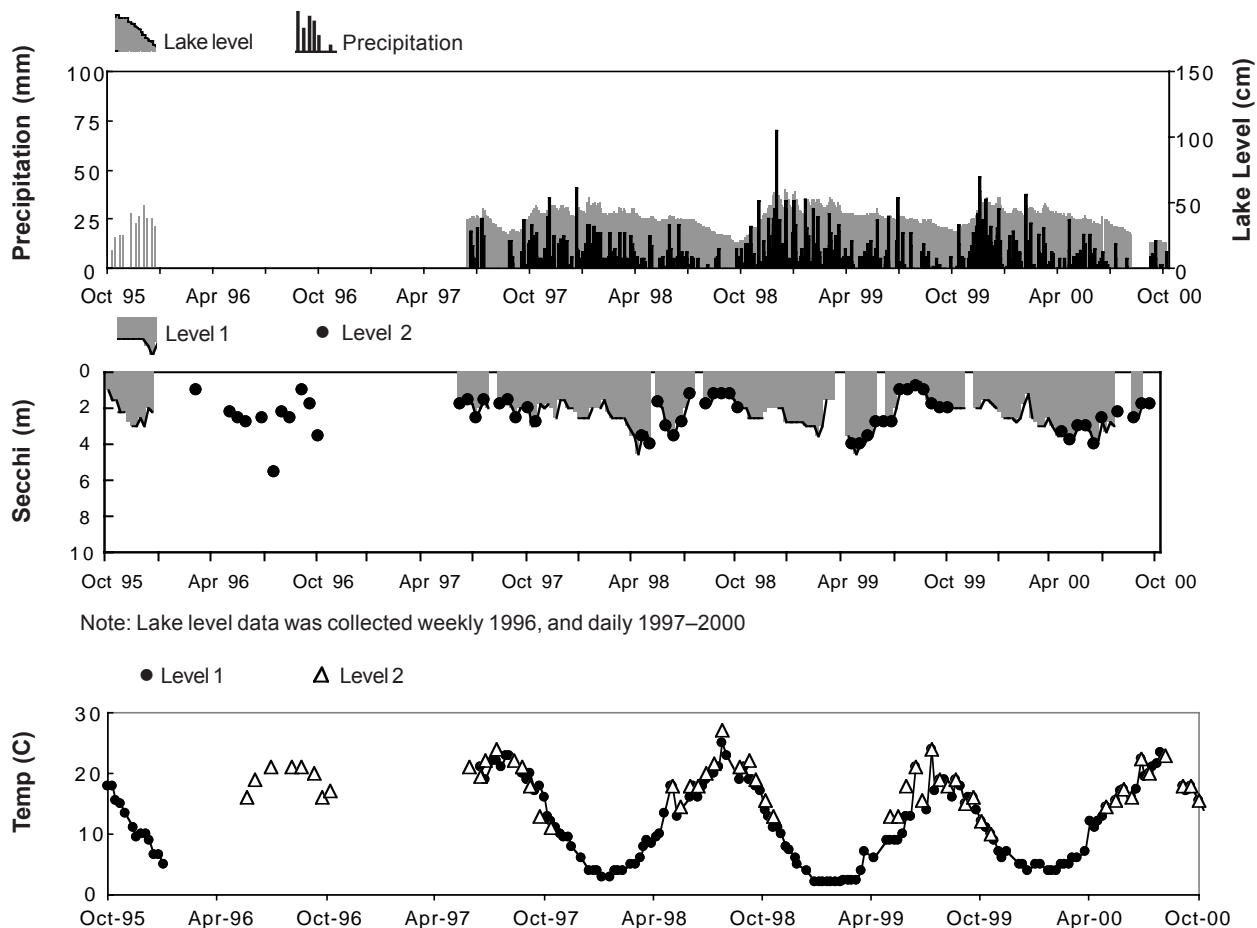 Lake level Precipitation
Precipitation (mm)
Lake Level (cm)
100
75
50
25
0
150
100
50
0
Oct 95 Apr 96 Oct 96 Apr 97 Oct 97 Apr 98 Oct 98 Apr 99 Oct 99 Apr 00 Oct 00
Level 1 Level 2
Secchi (m)
0
2
4
6
8
10
Oct 95 Apr 96 Oct 96 Apr 97 Oct 97 Apr 98 Oct 98 Apr 99 Oct 99 Apr 00 Oct 00
Note: Lake level data was collected weekly 1996, and daily 1997–2000
Level 1 Level 2
Temp (C)
30
20
10
0
Oct-95 Apr-96 Oct-96 Apr-97 Oct-97 Apr-98 Oct-98 Apr-99 Oct-99 Apr-00 Oct-00